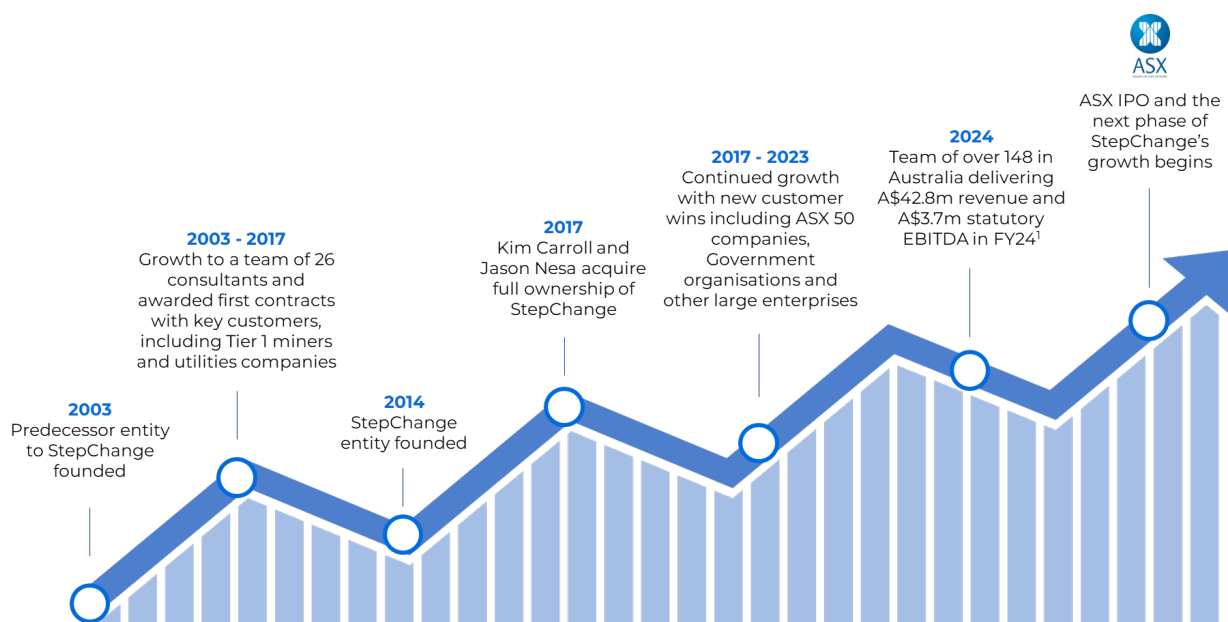 2003
Predecessor entity
to StepChange
founded
2003 - 2017
Growth to a team of 26
consultants and
awarded first contracts
with key customers,
including Tier 1 miners
and utilities companies
2014
StepChange
entity founded
2017
Kim Carroll and
Jason Nesa acquire
full ownership of
StepChange
2017 - 2023
Continued growth
with new customer
wins including ASX 50
companies,
Government
organisations and
other large enterprises
2024
Team of over 148 in
Australia delivering
A$42.8m revenue and
A$3.7m statutory
EBITDA in FY24¹
ASX
ASX IPO and the
next phase of
StepChange’s
growth begins